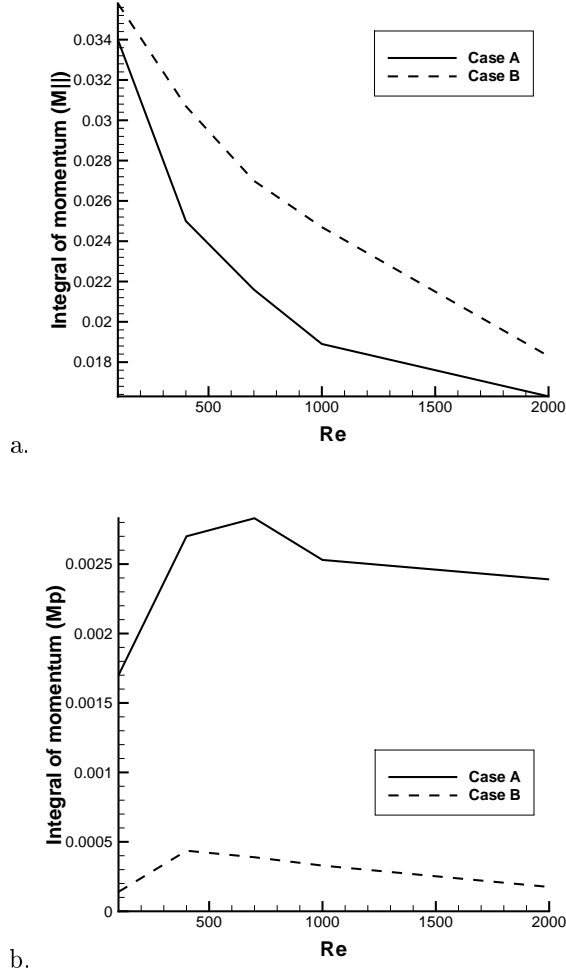 Integral of momentum (M||)
0.034
0.032
0.03
0.028
0.026
0.024
0.022
0.02
0.018
Case A
Case B
500 1000 1500 2000
Re
a.
Integral of momentum (Mp)
0.0025
0.002
0.0015
0.001
0.0005
0
Case A
Case B
500 1000 1500 2000
Re
b.